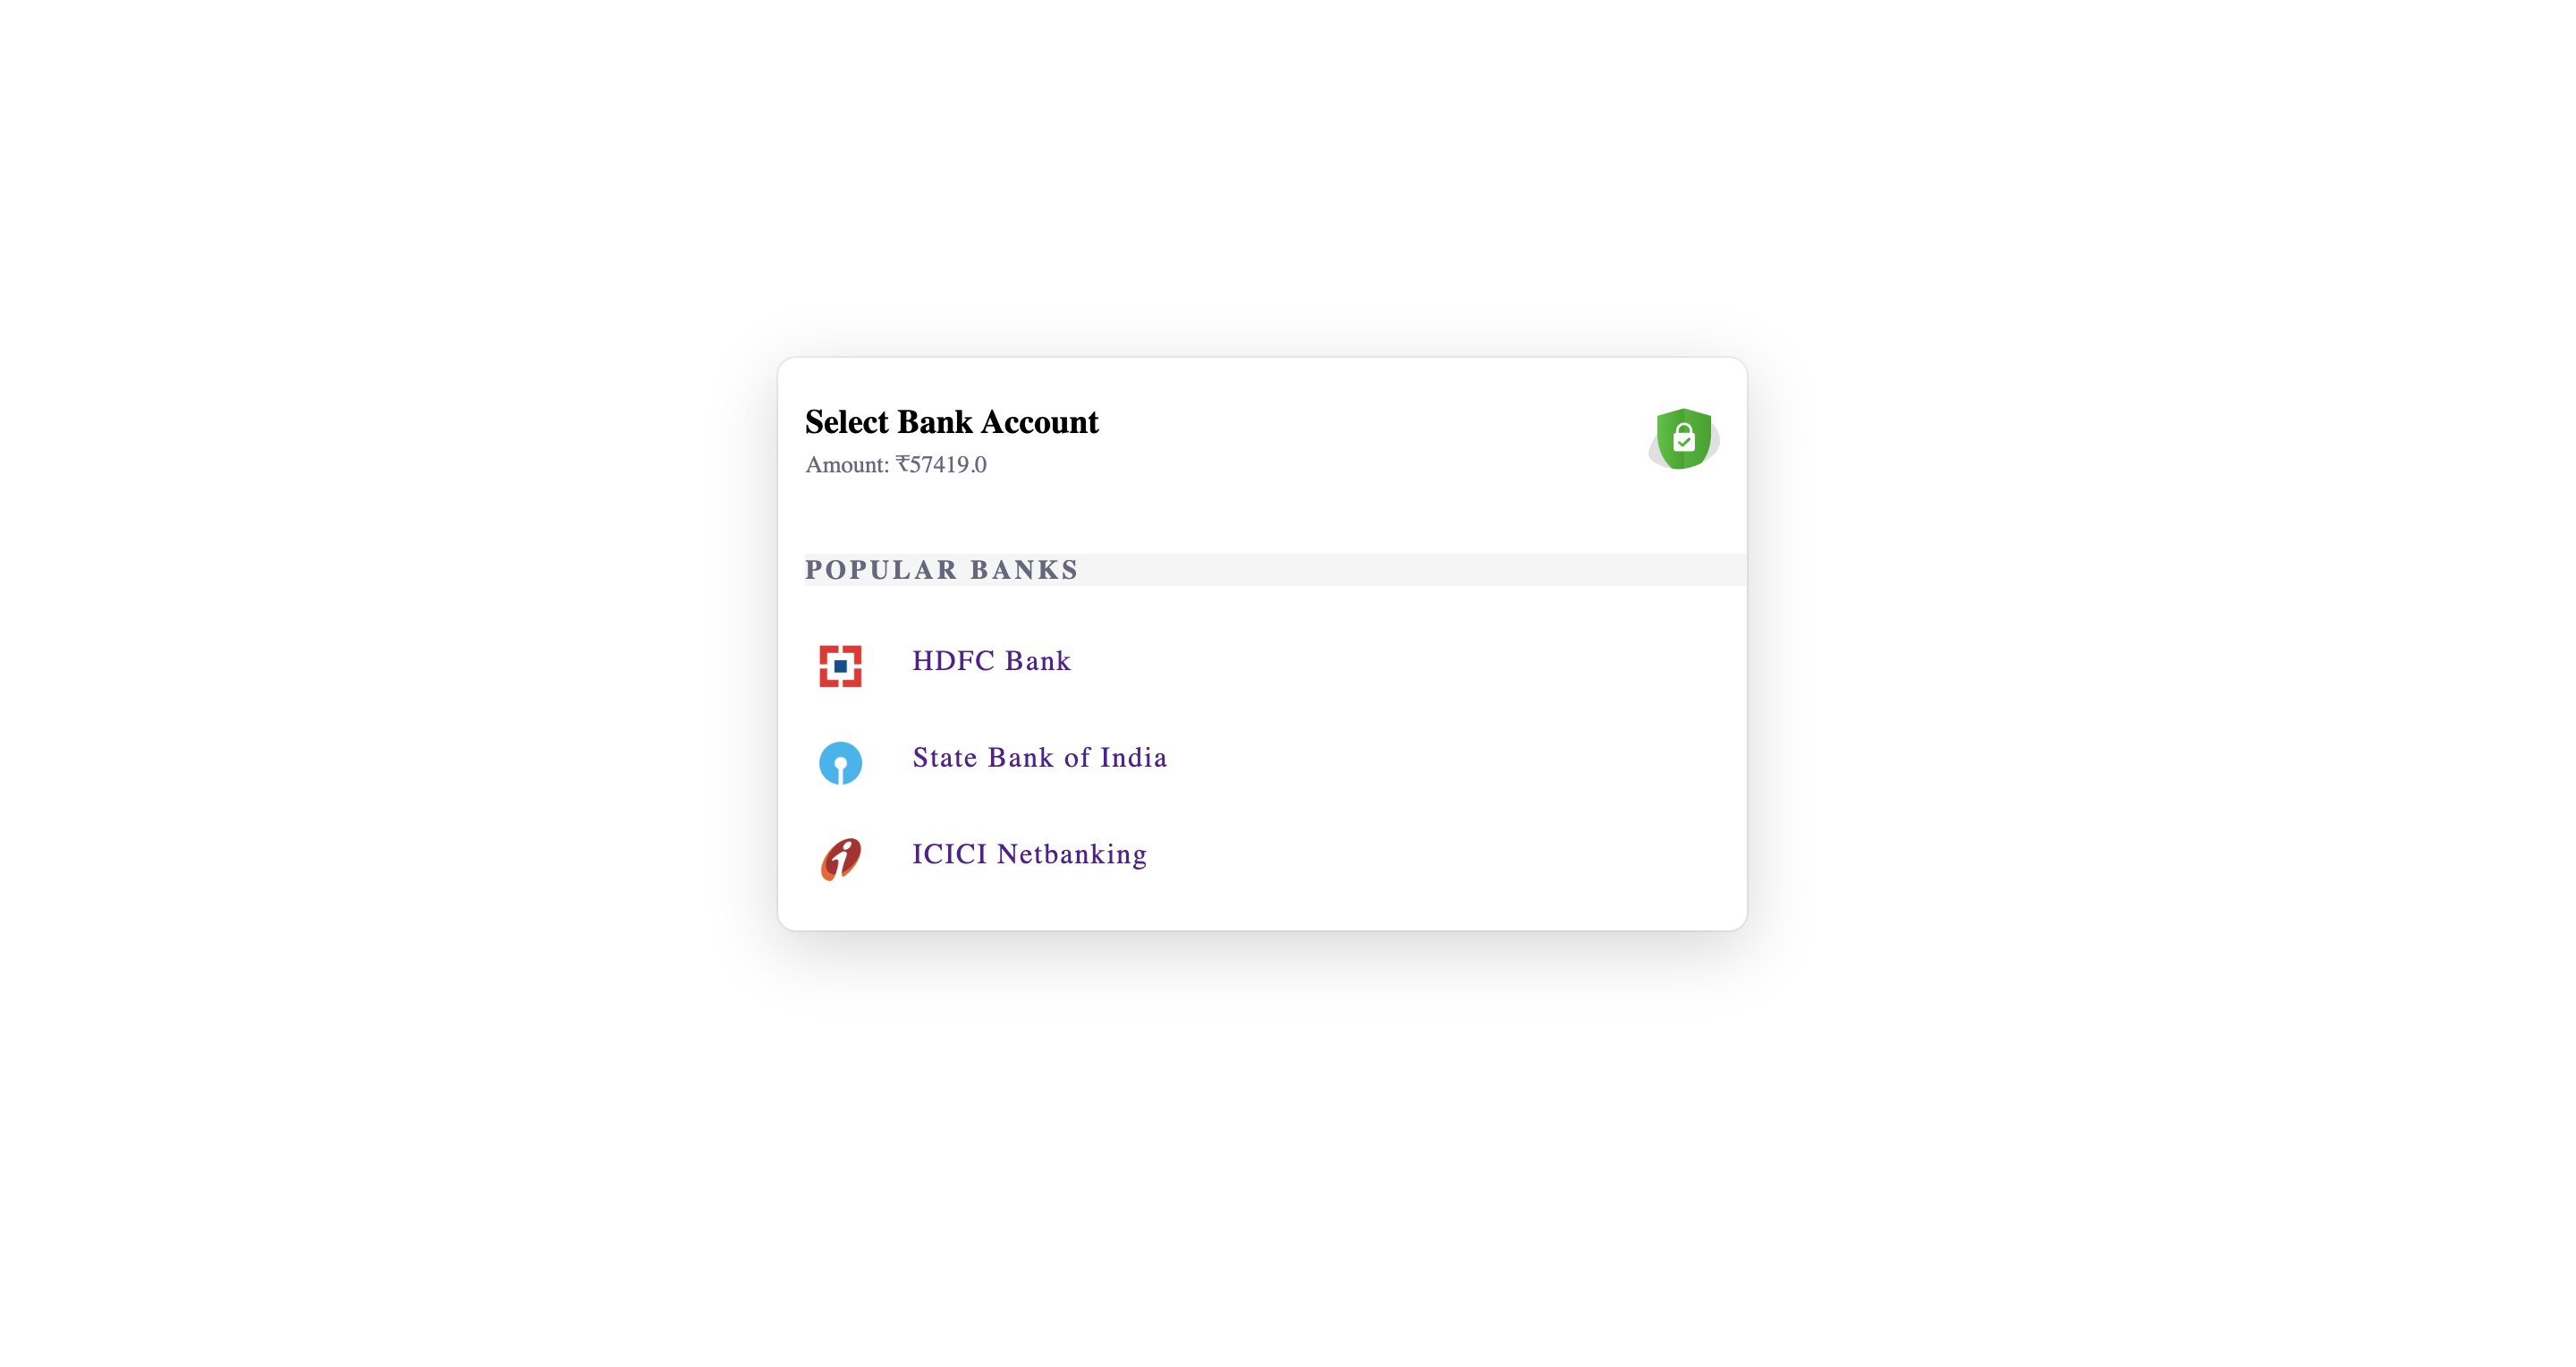 Select Bank Account
Amount: ₹57419.0
POPULAR BANKS
HDFC Bank
State Bank of India
ICICI Netbanking